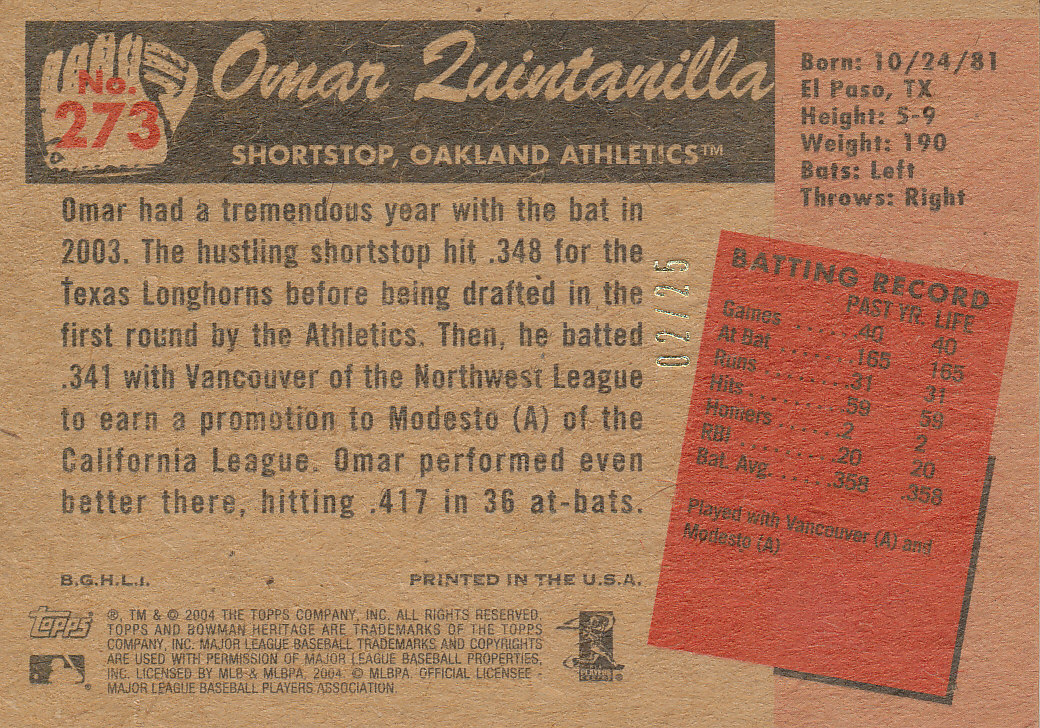 No.
273
Omar Quintanilla
SHORTSTOP, OAKLAND ATHLETICS™
Born: 10/24/81
El Paso, TX
Height: 5-9
Weight: 190
Bats: Left
Throws: Right
Omar had a tremendous year with the bat in
2003. The hustling shortstop hit .348 for the
Texas Longhorns before being drafted in the
first round by the Athletics. Then, he batted
.341 with Vancouver of the Northwest League
to earn a promotion to Modesto (A) of the
California League. Omar performed even
better there, hitting .417 in 36 at-bats.
02/25
BATTING RECORD
PAST YR. LIFE
Games ......40 40
At Bat ........165 165
Runs ..........31 31
Hits ..........59 59
Homers ......2 2
RBI ..........20 20
Bat. Avg. ......358 .358
Played with Vancouver (A) and
Modesto (A)
B.G.H.L.I. PRINTED IN THE U.S.A.
Topps
®, TM & © 2004 THE TOPPS COMPANY, INC. ALL RIGHTS RESERVED.
TOPPS AND BOWMAN HERITAGE ARE TRADEMARKS OF THE TOPPS
COMPANY, INC. MAJOR LEAGUE BASEBALL TRADEMARKS AND COPYRIGHTS
ARE USED WITH PERMISSION OF MAJOR LEAGUE BASEBALL PROPERTIES,
INC. LICENSED BY MLB & MLBPA, 2004. © MLBPA. OFFICIAL LICENSEE -
MAJOR LEAGUE BASEBALL PLAYERS ASSOCIATION.
PLAYERS